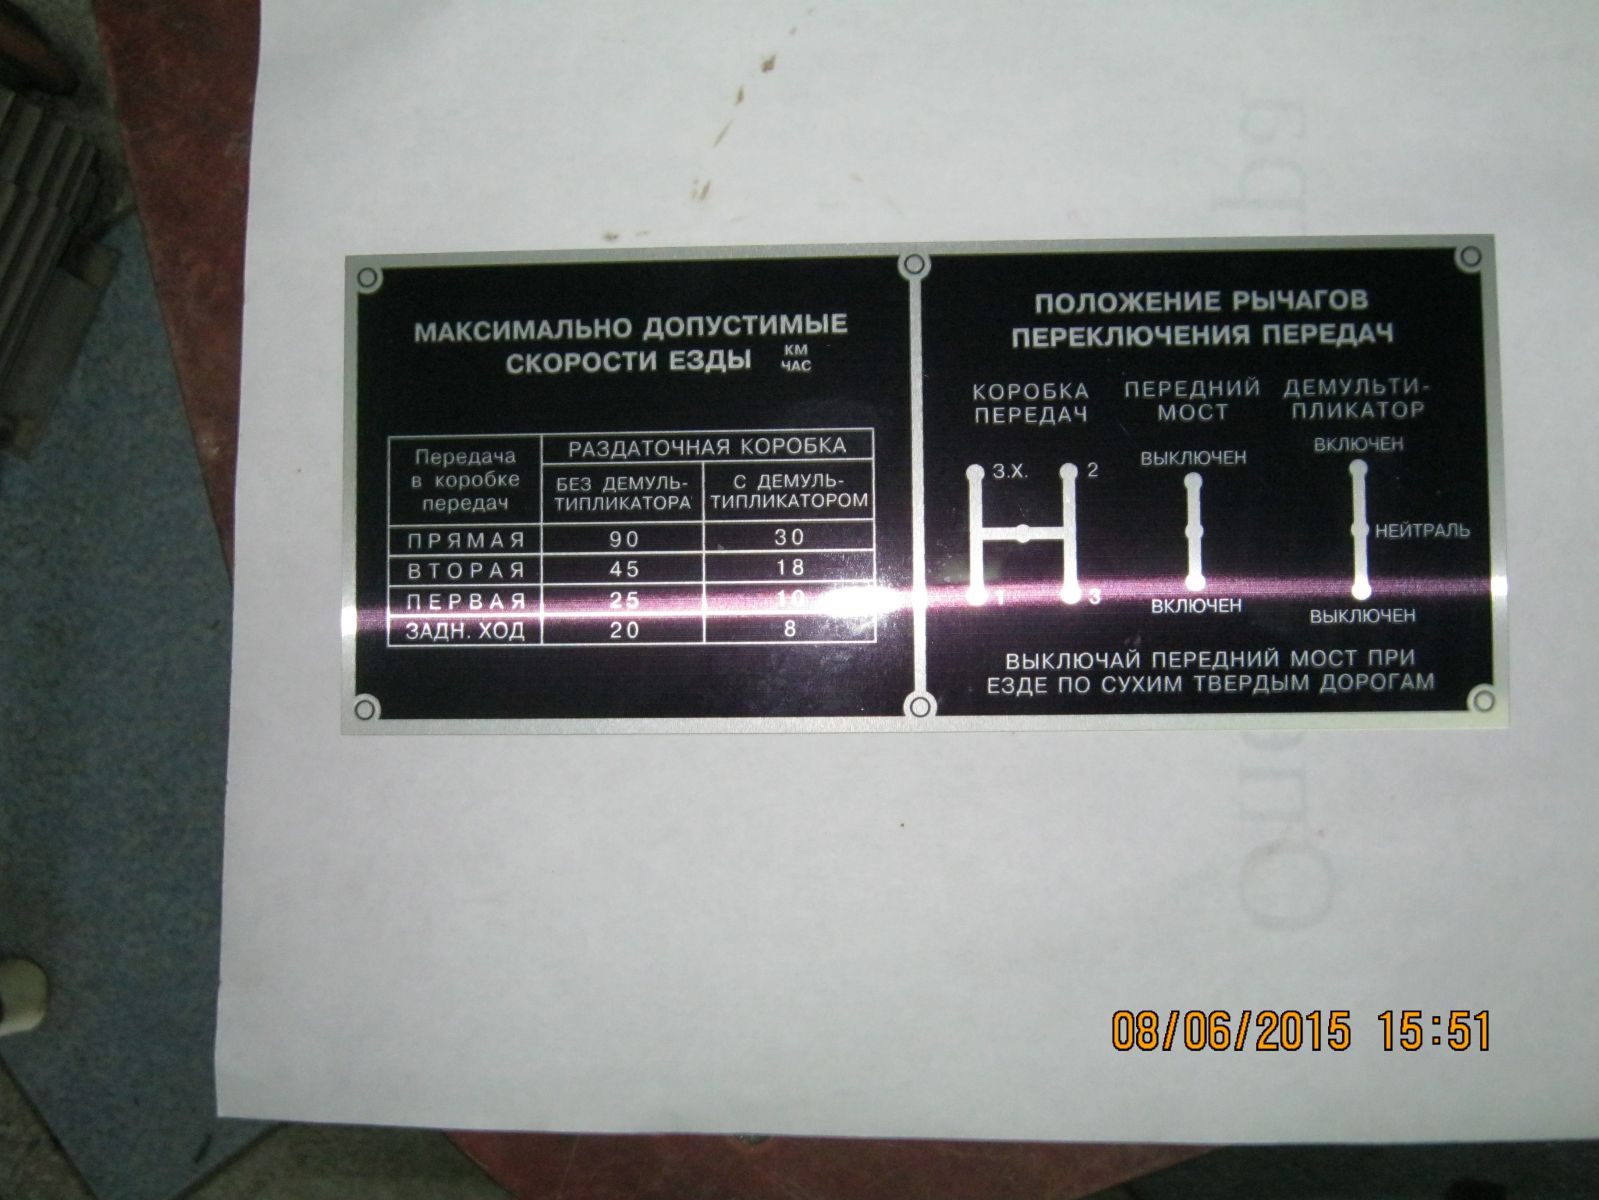 МАКСИМАЛЬНО ДОПУСТИМЫЕ
СКОРОСТИ ЕЗДЫ КМ
ЧАС
Передача
в коробке
передач
РАЗДАТОЧНАЯ КОРОБКА
БЕЗ ДЕМУЛЬ-
ТИПЛИКАТОРА
С ДЕМУЛЬ-
ТИПЛИКАТОРОМ
ПРЯМАЯ 90 30
ВТОРАЯ 45 18
ПЕРВАЯ 25 10
ЗАДН. ХОД 20 8
ПОЛОЖЕНИЕ РЫЧАГОВ
ПЕРЕКЛЮЧЕНИЯ ПЕРЕДАЧ
КОРОБКА
ПЕРЕДАЧ
З.Х. 2
1 3
ПЕРЕДНИЙ
МОСТ
ВЫКЛЮЧЕН
ВКЛЮЧЕН
ДЕМУЛЬТИ-
ПЛИКАТОР
ВКЛЮЧЕН
НЕЙТРАЛЬ
ВЫКЛЮЧЕН
ВЫКЛЮЧАЙ ПЕРЕДНИЙ МОСТ ПРИ
ЕЗДЕ ПО СУХИМ ТВЕРДЫМ ДОРОГАМ
08/06/2015 15:51